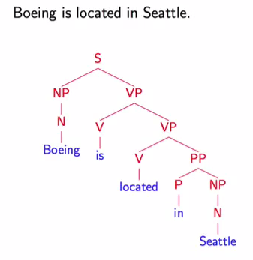 Boeing is located in Seattle.
S
NP VP
N V VP
Boeing is V PP
located P NP
in N
Seattle